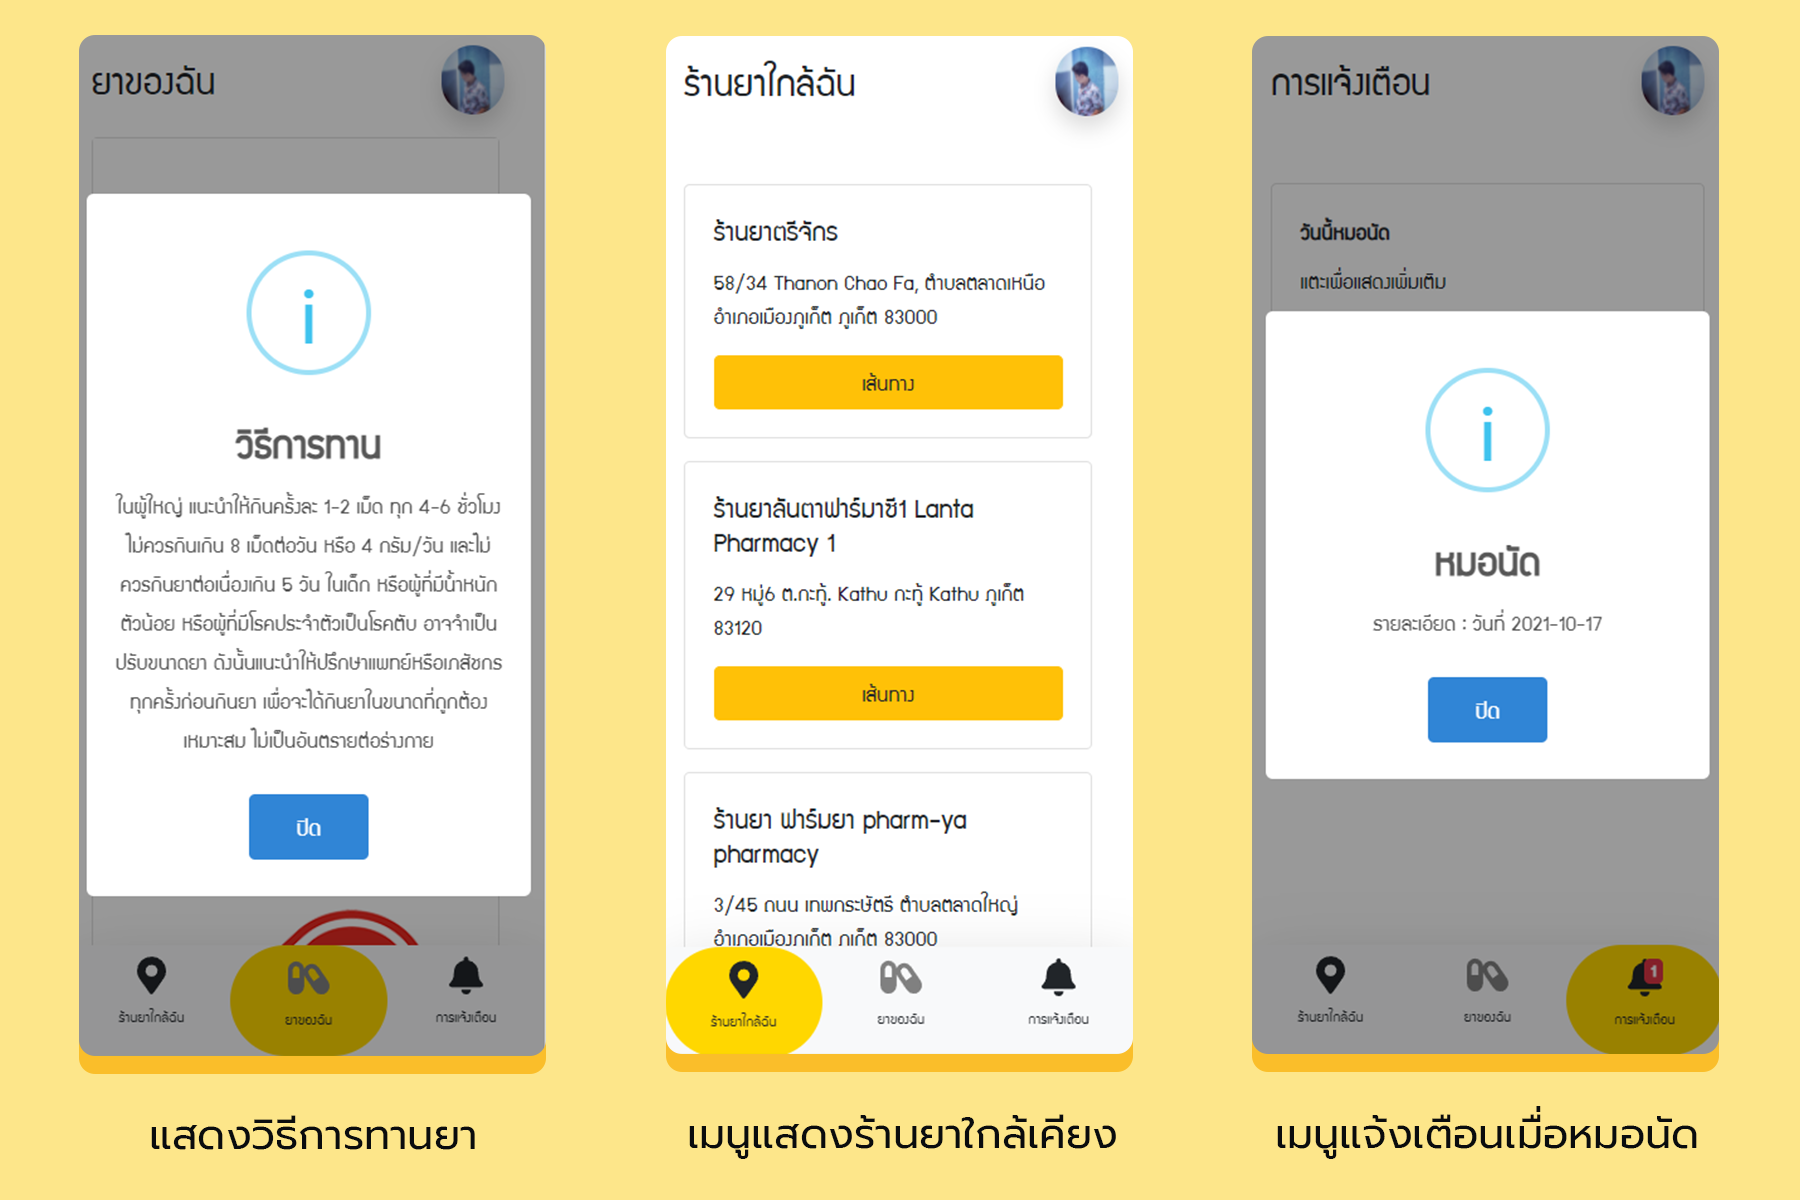 ยาของฉัน
วิธีการทาน
ในผู้ใหญ่ แนะนำให้กินครั้งละ 1-2 เม็ด ทุก 4-6 ชั่วโมง
ไม่ควรกินเกิน 8 เม็ดต่อวัน หรือ 4 กรัม/วัน และไม่
ควรกินยาต่อเนื่องเกิน 5 วัน ในเด็ก หรือผู้ที่มีน้ำหนัก
ตัวน้อย หรือผู้ที่มีโรคประจำตัวเป็นโรคตับ อาจจำเป็น
ปรับขนาดยา ดังนั้นแนะนำให้ปรึกษาแพทย์หรือเภสัชกร
ทุกครั้งก่อนกินยา เพื่อจะได้กินยาในขนาดที่ถูกต้อง
เหมาะสม ไม่เป็นอันตรายต่อร่างกาย
ปิด
ร้านยาใกล้ฉัน
ยาของฉัน
การแจ้งเตือน
แสดงวิธีการทานยา
ร้านยาใกล้ฉัน
ร้านยาตรีจักร
58/34 Thanon Chao Fa, ตำบลตลาดเหนือ
อำเภอเมืองภูเก็ต ภูเก็ต 83000
เส้นทาง
ร้านยาลันตาฟาร์มาซี1 Lanta
Pharmacy 1
29 หมู่6 ต.กะทู้. Kathu กะทู้ Kathu ภูเก็ต
83120
เส้นทาง
ร้านยา ฟาร์มยา pharm-ya
pharmacy
3/45 ถนน เทพกระษัตรี ตำบลตลาดใหญ่
อำเภอเมืองภูเก็ต ภูเก็ต 83000
ร้านยาใกล้ฉัน
ยาของฉัน
การแจ้งเตือน
เมนูแสดงร้านยาใกล้เคียง
การแจ้งเตือน
วันนี้หมอนัด
แตะเพื่อแสดงเพิ่มเติม
หมอนัด
รายละเอียด : วันที่ 2021-10-17
ปิด
1
ร้านยาใกล้ฉัน
ยาของฉัน
การแจ้งเตือน
เมนูแจ้งเตือนเมื่อหมอนัด